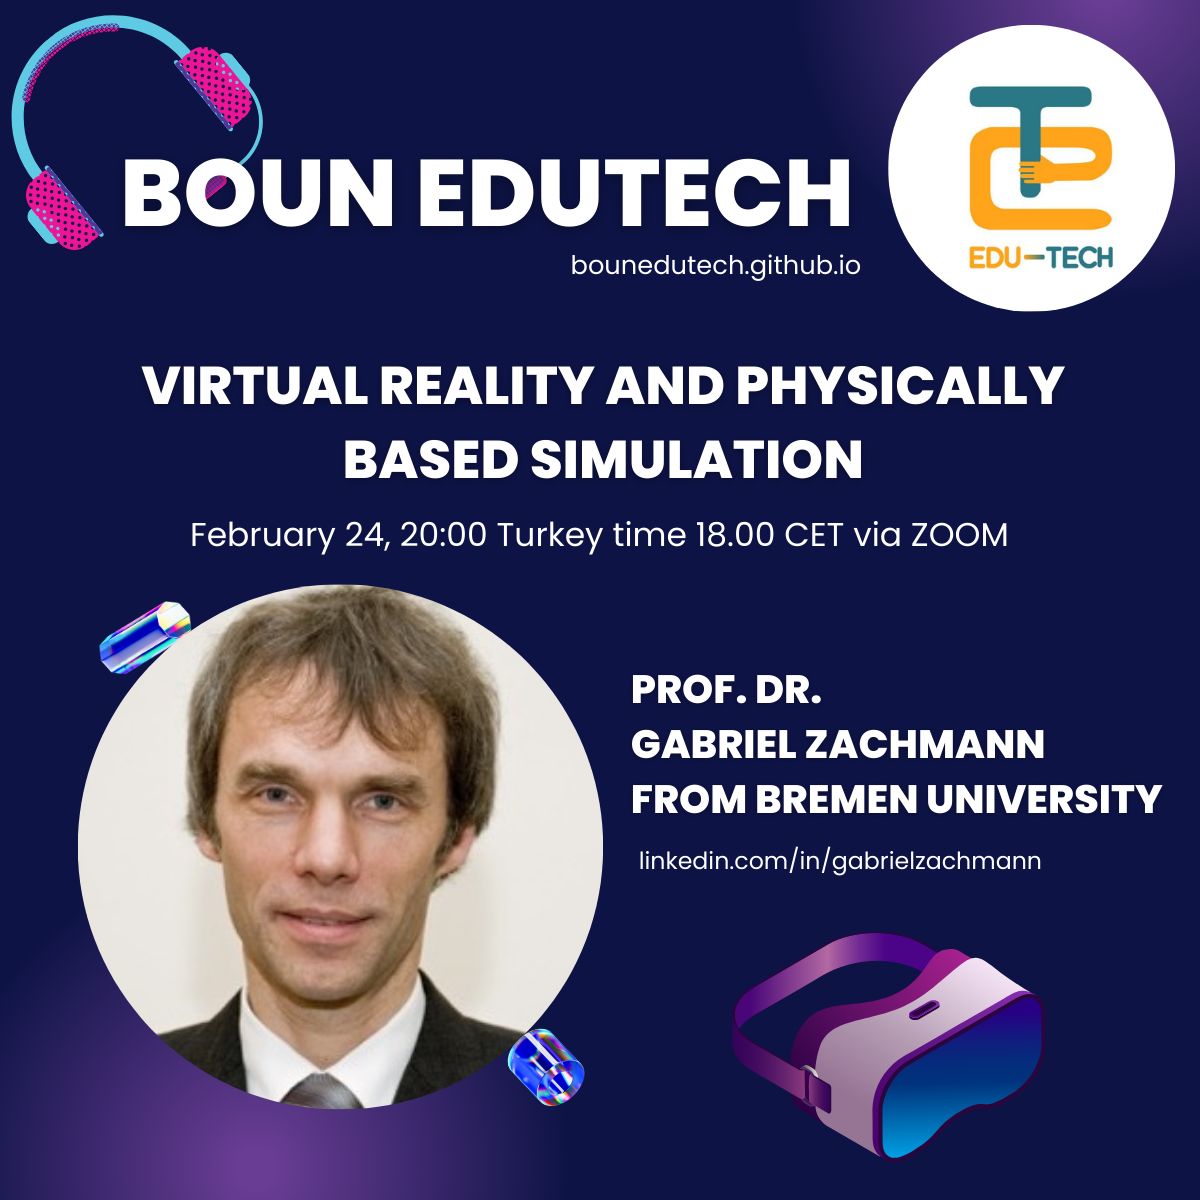 BOUN EDUTECH
bounedutech.github.io
TE
EDU-TECH
VIRTUAL REALITY AND PHYSICALLY
BASED SIMULATION
February 24, 20:00 Turkey time 18.00 CET via ZOOM
PROF. DR.
GABRIEL ZACHMANN
FROM BREMEN UNIVERSITY
linkedin.com/in/gabrielzachmann